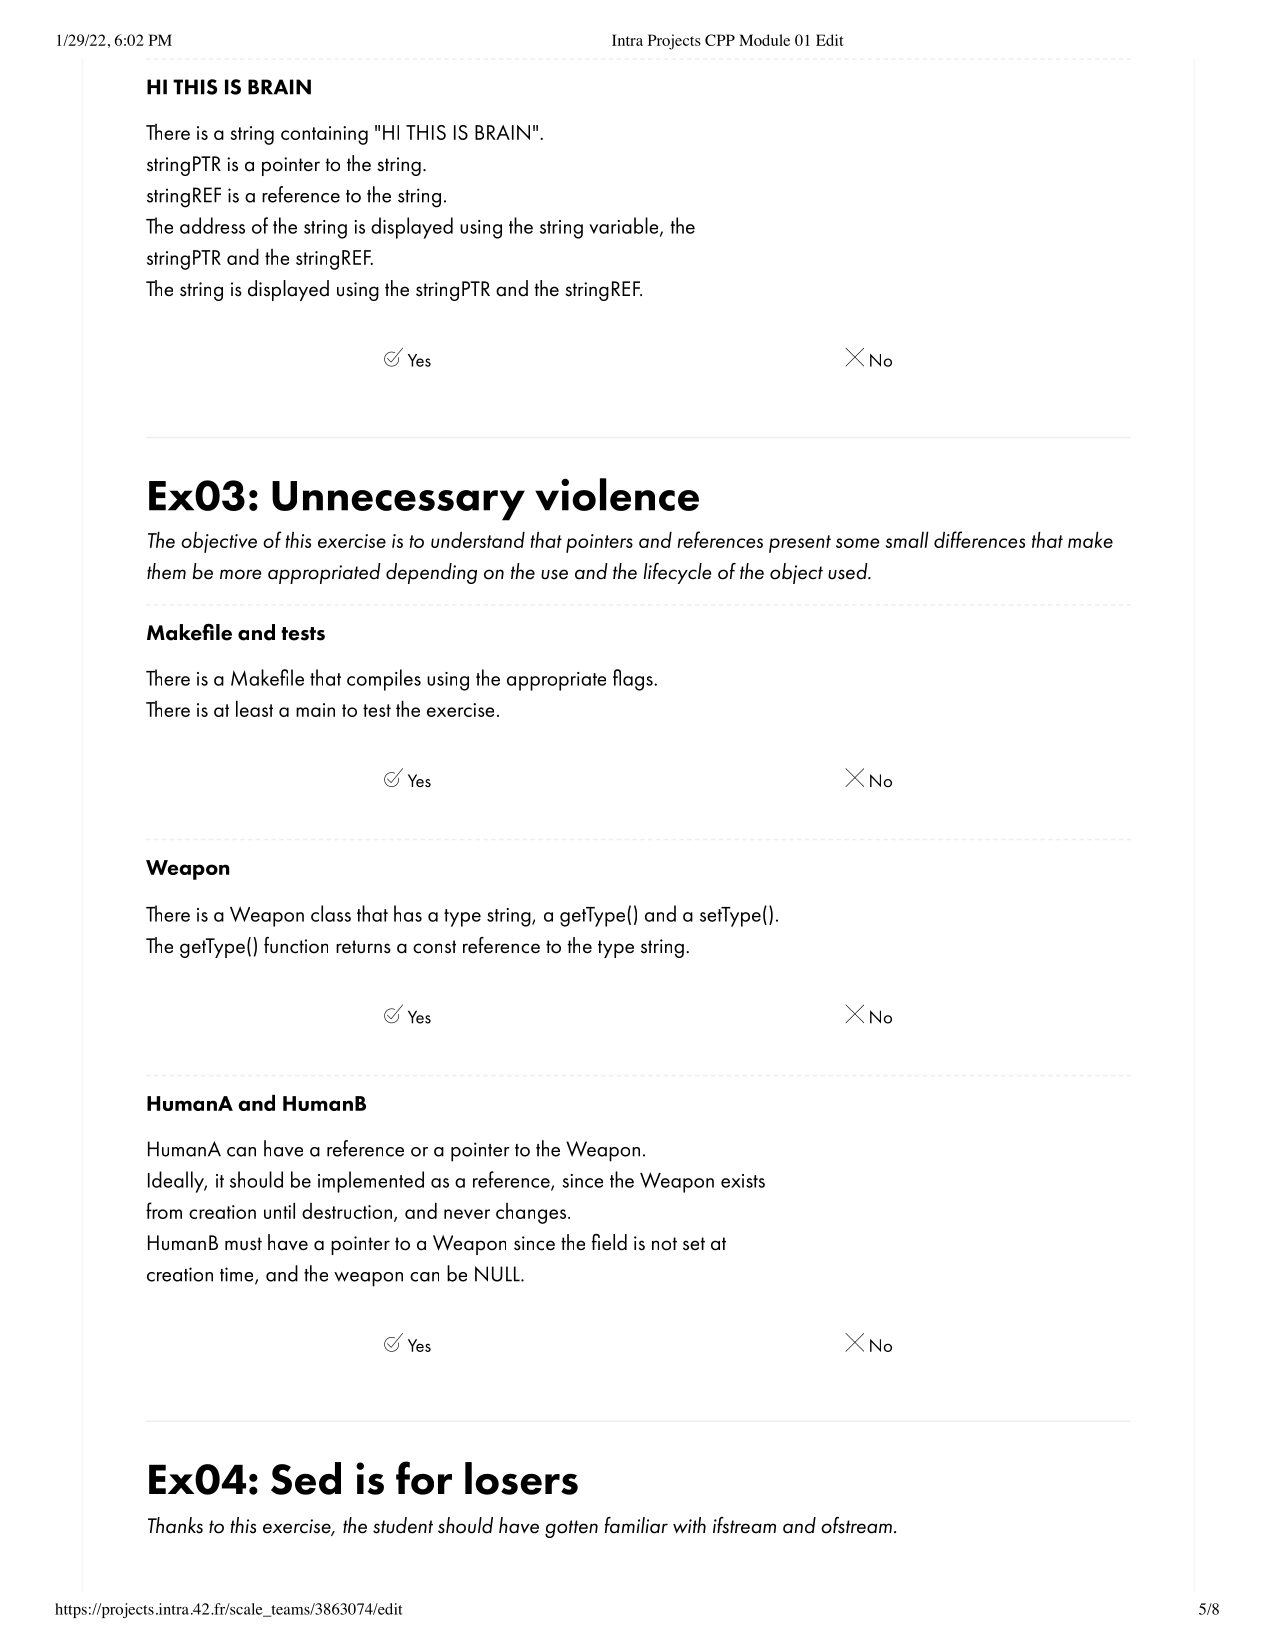 1/29/22, 6:02 PM Intra Projects CPP Module 01 Edit
HI THIS IS BRAIN
There is a string containing "HI THIS IS BRAIN".
stringPTR is a pointer to the string.
stringREF is a reference to the string.
The address of the string is displayed using the string variable, the
stringPTR and the stringREF.
The string is displayed using the stringPTR and the stringREF.
Yes No
Ex03: Unnecessary violence
The objective of this exercise is to understand that pointers and references present some small differences that make
them be more appropriated depending on the use and the lifecycle of the object used.
Makefile and tests
There is a Makefile that compiles using the appropriate flags.
There is at least a main to test the exercise.
Yes No
Weapon
There is a Weapon class that has a type string, a getType() and a setType().
The getType() function returns a const reference to the type string.
Yes No
HumanA and HumanB
HumanA can have a reference or a pointer to the Weapon.
Ideally, it should be implemented as a reference, since the Weapon exists
from creation until destruction, and never changes.
HumanB must have a pointer to a Weapon since the field is not set at
creation time, and the weapon can be NULL.
Yes No
Ex04: Sed is for losers
Thanks to this exercise, the student should have gotten familiar with ifstream and ofstream.
https://projects.intra.42.fr/scale_teams/3863074/edit 5/8